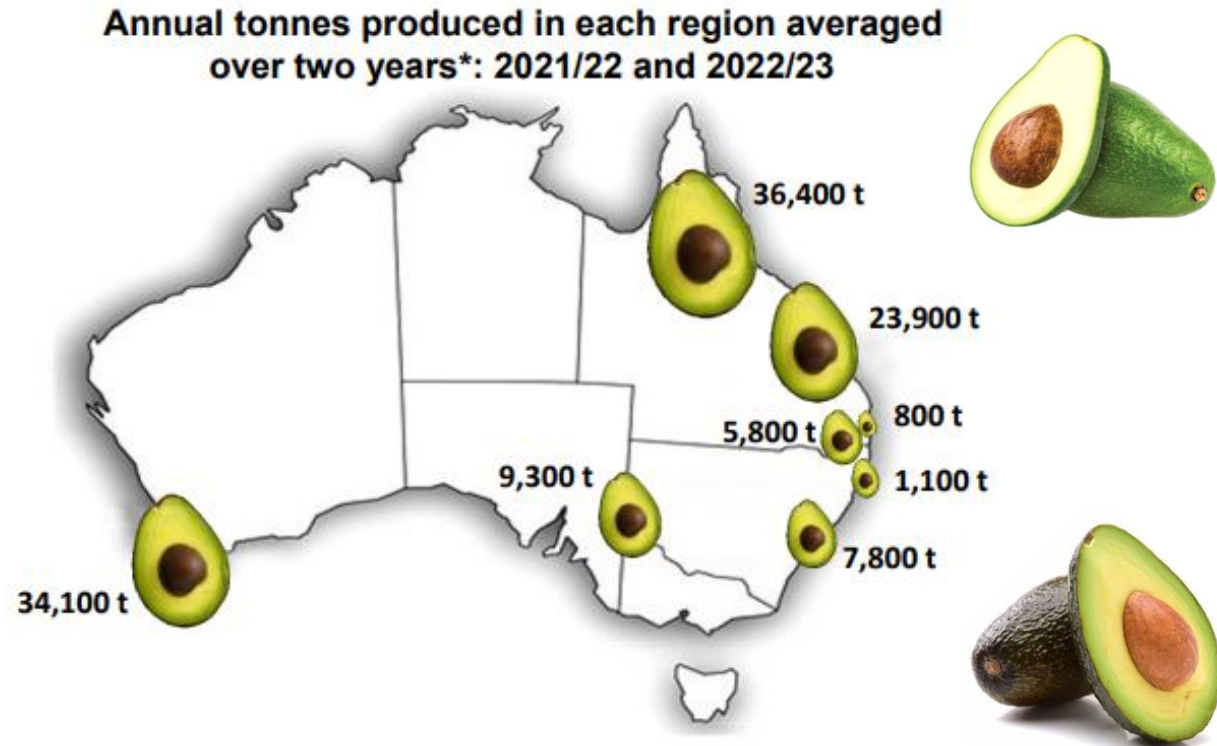 Annual tonnes produced in each region averaged
over two years*: 2021/22 and 2022/23
36,400 t
23,900 t
800 t
5,800 t
9,300 t
1,100 t
7,800 t
34,100 t